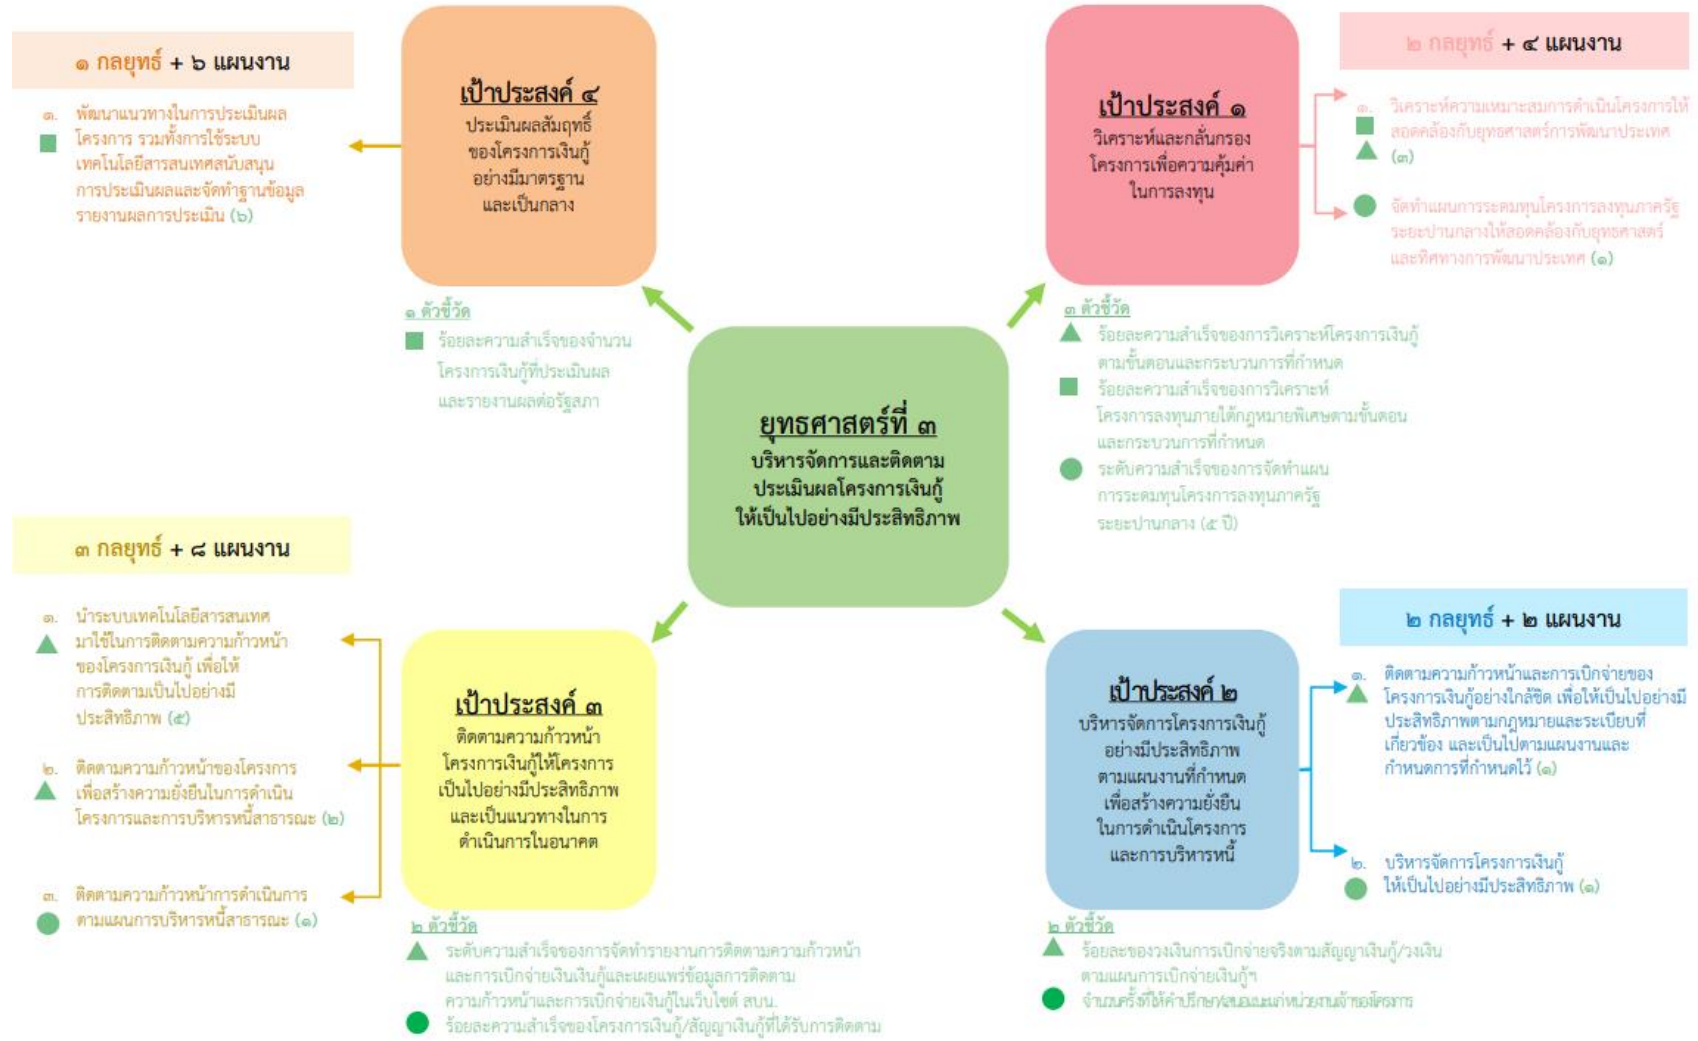 ๑ กลยุทธ์ + ๖ แผนงาน
๑. พัฒนาแนวทางในการประเมินผล
โครงการ รวมทั้งการใช้ระบบ
เทคโนโลยีสารสนเทศสนับสนุน
การประเมินผลและจัดทำฐานข้อมูล
รายงานผลการประเมิน (๖)
เป้าประสงค์ ๔
ประเมินผลสัมฤทธิ์
ของโครงการเงินกู้
อย่างมีมาตรฐาน
และเป็นกลาง
๑ ตัวชี้วัด
ร้อยละความสำเร็จของจำนวน
โครงการเงินกู้ที่ประเมินผล
และรายงานผลต่อรัฐสภา
เป้าประสงค์ ๑
วิเคราะห์และกลั่นกรอง
โครงการเพื่อความคุ้มค่า
ในการลงทุน
๒ กลยุทธ์ + ๔ แผนงาน
๑. วิเคราะห์ความเหมาะสมการดำเนินโครงการให้
สอดคล้องกับยุทธศาสตร์การพัฒนาประเทศ
(๓)
จัดทำแผนการระดมทุนโครงการลงทุนภาครัฐ
ระยะปานกลางให้สอดคล้องกับยุทธศาสตร์
และทิศทางการพัฒนาประเทศ (๑)
๓ ตัวชี้วัด
ร้อยละความสำเร็จของการวิเคราะห์โครงการเงินกู้
ตามขั้นตอนและกระบวนการที่กำหนด
ร้อยละความสำเร็จของการวิเคราะห์
โครงการลงทุนภายใต้กฎหมายพิเศษตามขั้นตอน
และกระบวนการที่กำหนด
ระดับความสำเร็จของการจัดทำแผน
การระดมทุนโครงการลงทุนภาครัฐ
ระยะปานกลาง (๕ ปี)
ยุทธศาสตร์ที่ ๓
บริหารจัดการและติดตาม
ประเมินผลโครงการเงินกู้
ให้เป็นไปอย่างมีประสิทธิภาพ
๓ กลยุทธ์ + ๘ แผนงาน
๑. นำระบบเทคโนโลยีสารสนเทศ
มาใช้ในการติดตามความก้าวหน้า
ของโครงการเงินกู้ เพื่อให้
การติดตามเป็นไปอย่างมี
ประสิทธิภาพ (๕)
๒. ติดตามความก้าวหน้าของโครงการ
เพื่อสร้างความยั่งยืนในการดำเนิน
โครงการและการบริหารหนี้สาธารณะ (๒)
๓. ติดตามความก้าวหน้าการดำเนินการ
ตามแผนการบริหารหนี้สาธารณะ (๑)
เป้าประสงค์ ๓
ติดตามความก้าวหน้า
โครงการเงินกู้ให้โครงการ
เป็นไปอย่างมีประสิทธิภาพ
และเป็นแนวทางในการ
ดำเนินการในอนาคต
๒ ตัวชี้วัด
ระดับความสำเร็จของการจัดทำรายงานการติดตามความก้าวหน้า
และการเบิกจ่ายเงินเงินกู้และเผยแพร่ข้อมูลการติดตาม
ความก้าวหน้าและการเบิกจ่ายเงินกู้ในเว็บไซต์ สบน.
ร้อยละความสำเร็จของโครงการเงินกู้/สัญญาเงินกู้ที่ได้รับการติดตาม
เป้าประสงค์ ๒
บริหารจัดการโครงการเงินกู้
อย่างมีประสิทธิภาพ
ตามแผนงานที่กำหนด
เพื่อสร้างความยั่งยืน
ในการดำเนินโครงการ
และการบริหารหนี้
๒ กลยุทธ์ + ๒ แผนงาน
๑. ติดตามความก้าวหน้าและการเบิกจ่ายของ
โครงการเงินกู้อย่างใกล้ชิด เพื่อให้เป็นไปอย่างมี
ประสิทธิภาพตามกฎหมายและระเบียบที่
เกี่ยวข้อง และเป็นไปตามแผนงานและ
กำหนดการที่กำหนดไว้ (๑)
๒. บริหารจัดการโครงการเงินกู้
ให้เป็นไปอย่างมีประสิทธิภาพ (๑)
๒ ตัวชี้วัด
ร้อยละของวงเงินการเบิกจ่ายจริงตามสัญญาเงินกู้/วงเงิน
ตามแผนการเบิกจ่ายเงินกู้ฯ
จำนวนครั้งที่ให้คำปรึกษา/เสนอแนะแก่หน่วยงานเจ้าของโครงการ